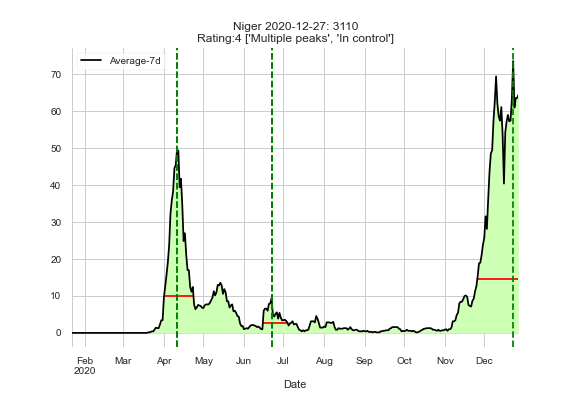 Niger 2020-12-27: 3110
Rating:4 ['Multiple peaks', 'In control']
Average-7d
70
60
50
40
30
20
10
0
Feb Mar Apr May Jun Jul Aug Sep Oct Nov Dec
2020
Date